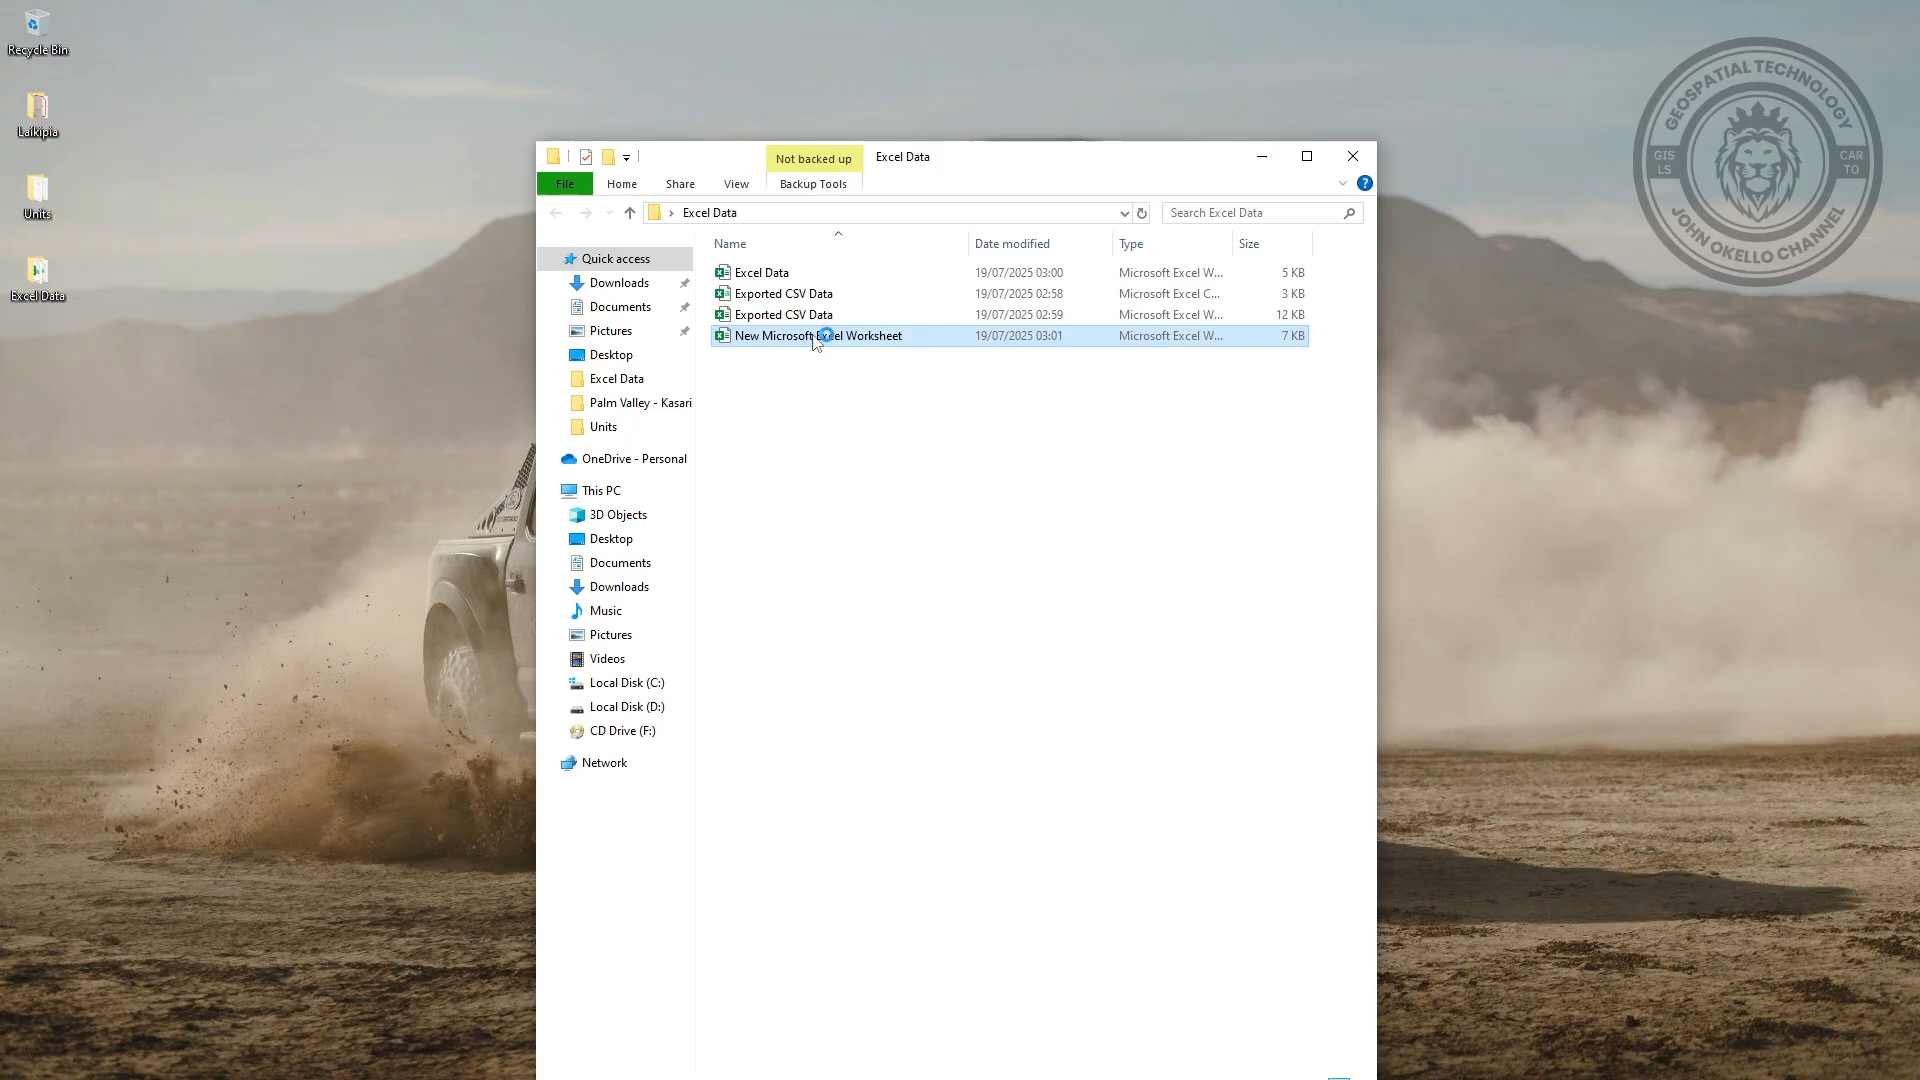 Recycle Bin
Laikipia
Units
Excel Data
GEOSPATIAL TECHNOLOGY
GIS
LS
CAR
TO
JOHN OKELLO CHANNEL
Not backed up
Excel Data
File
Home
Share
View
Backup Tools
Excel Data
Search Excel Data
Quick access
Downloads
Documents
Pictures
Desktop
Excel Data
Palm Valley - Kasari
Units
OneDrive - Personal
This PC
3D Objects
Desktop
Documents
Downloads
Music
Pictures
Videos
Local Disk (C:)
Local Disk (D:)
CD Drive (F:)
Network
Name Date modified Type Size
Excel Data 19/07/2025 03:00 Microsoft Excel W... 5 KB
Exported CSV Data 19/07/2025 02:58 Microsoft Excel C... 3 KB
Exported CSV Data 19/07/2025 02:59 Microsoft Excel W... 12 KB
New Microsoft Excel Worksheet 19/07/2025 03:01 Microsoft Excel W... 7 KB